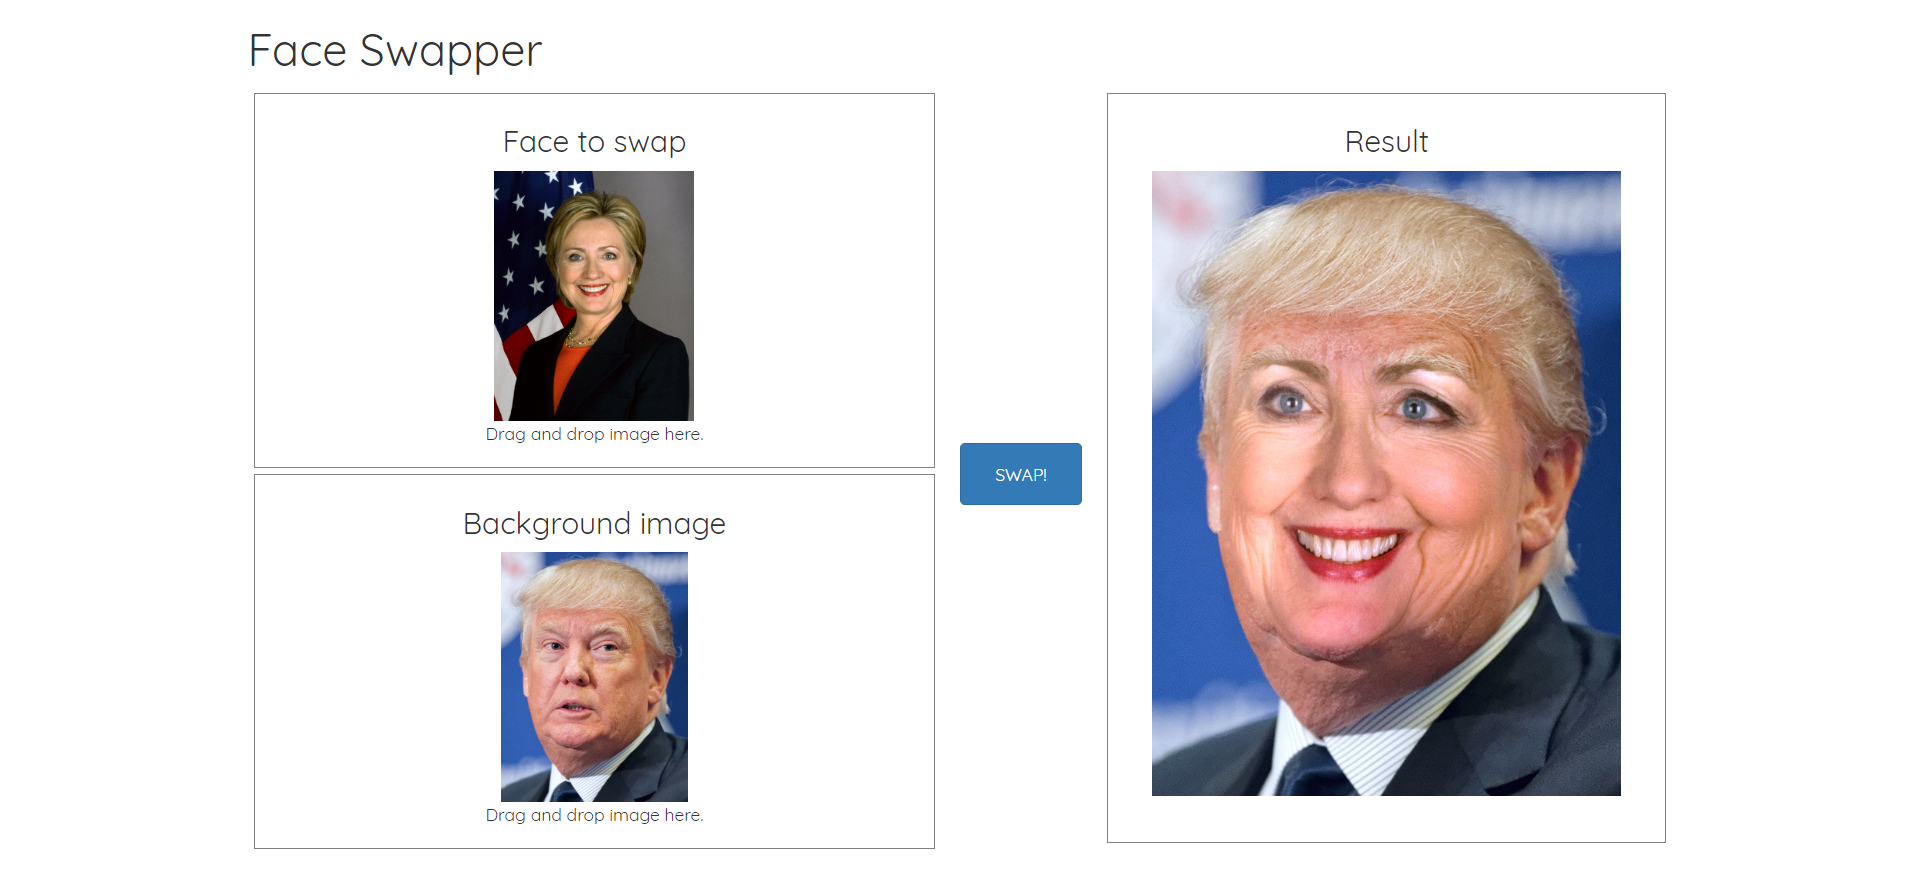 Face Swapper
Face to swap
Drag and drop image here.
Background image
Drag and drop image here.
SWAP!
Result